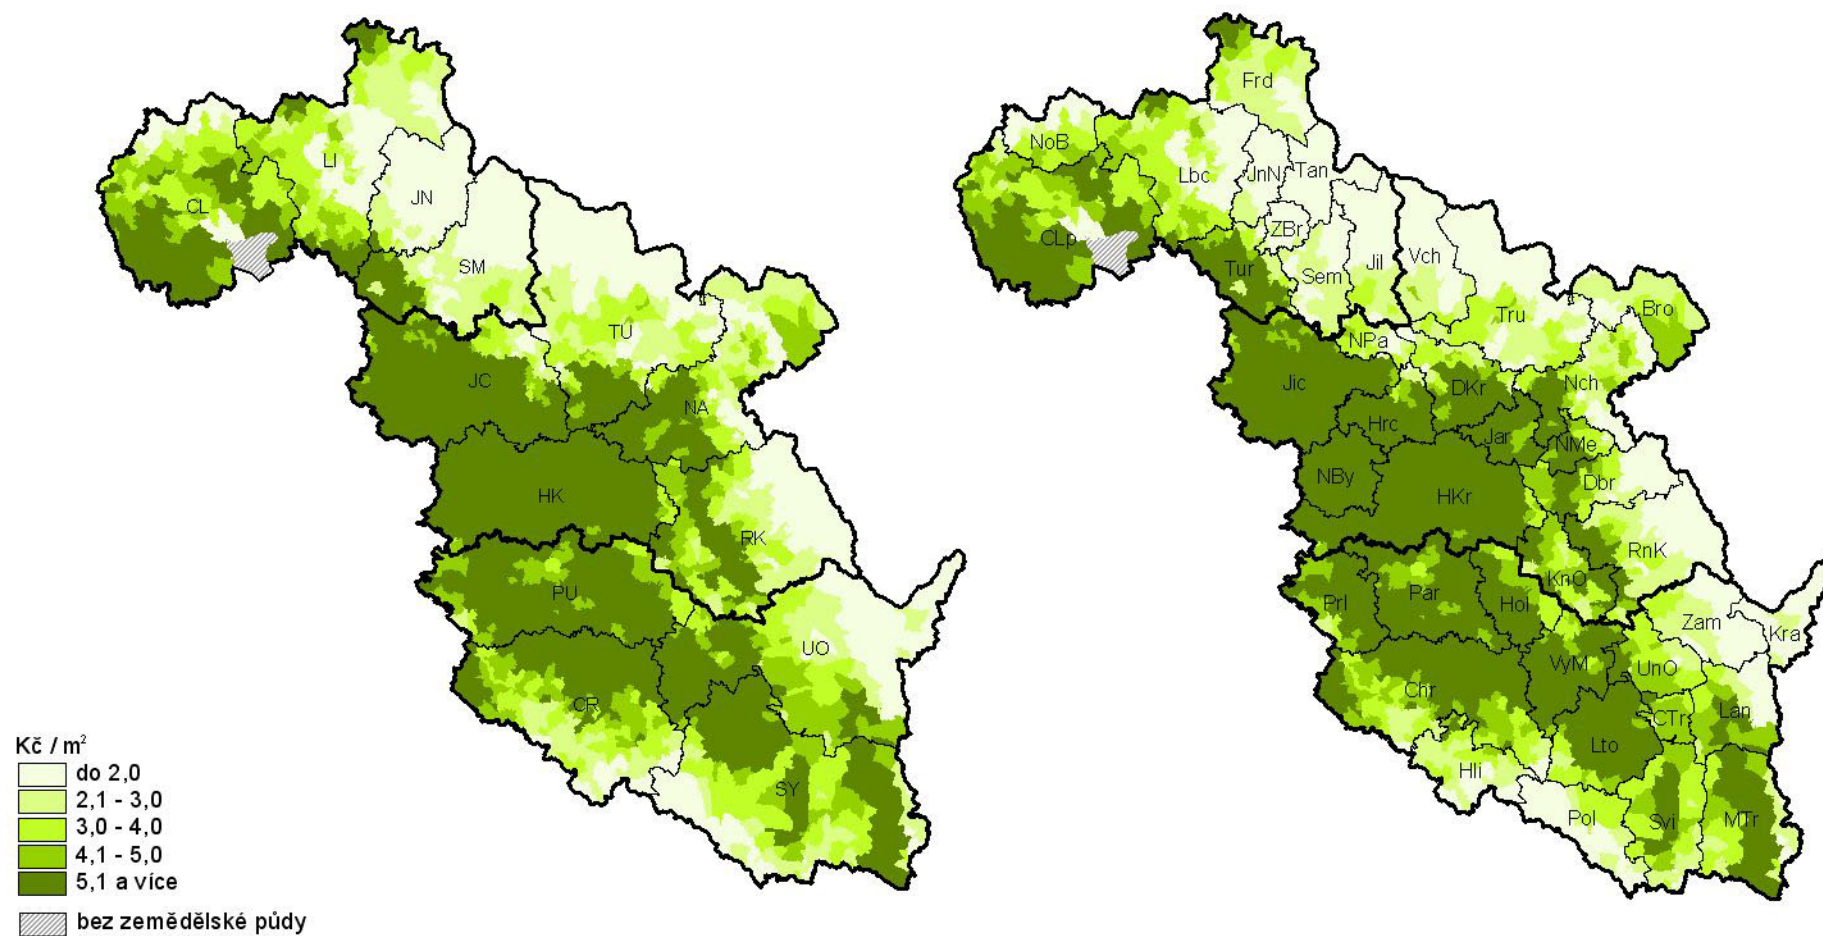 LI
JN
CL
SM
TU
JC
NA
HK
RK
PU
UO
CR
SY
Frd
NoB
Lbc
JnN
Tan
ZBr
CLp
Tur
Sem
Jil
Vch
Tru
Bro
NPa
Jic
DKr
Nch
Hrc
Jar
NMe
NBy
HKr
Dbr
RnK
KnO
Prl
Par
Hol
Zam
Kra
VyM
UnO
Chr
CTr
Lan
Lto
Hli
Pol
Svi
MTr
Kč / m²
do 2,0
2,1 - 3,0
3,0 - 4,0
4,1 - 5,0
5,1 a více
bez zemědělské půdy